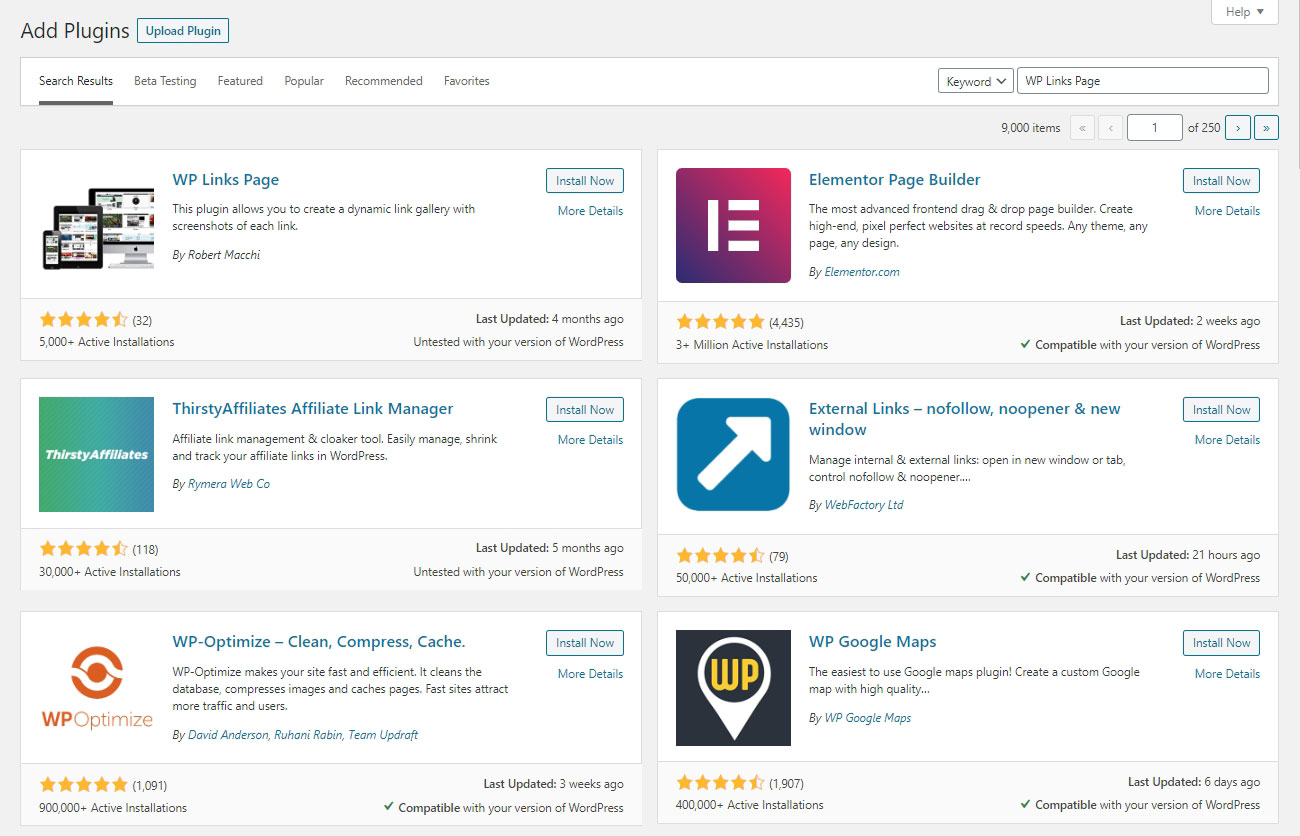 Help
Add Plugins Upload Plugin
Search Results Beta Testing Featured Popular Recommended Favorites Keyword WP Links Page
9,000 items « ‹ 1 of 250 › »
WP Links Page
Install Now
This plugin allows you to create a dynamic link gallery with
screenshots of each link.
More Details
By Robert Macchi
(32)
Last Updated: 4 months ago
5,000+ Active Installations
Untested with your version of WordPress
Elementor Page Builder
Install Now
The most advanced frontend drag & drop page builder. Create
high-end, pixel perfect websites at record speeds. Any theme, any
page, any design.
More Details
By Elementor.com
(4,435)
Last Updated: 2 weeks ago
3+ Million Active Installations
Compatible with your version of WordPress
ThirstyAffiliates
ThirstyAffiliates Affiliate Link Manager
Install Now
Affiliate link management & cloaker tool. Easily manage, shrink
and track your affiliate links in WordPress.
More Details
By Rymera Web Co
(118)
Last Updated: 5 months ago
30,000+ Active Installations
Untested with your version of WordPress
External Links – nofollow, noopener & new
window
Install Now
More Details
Manage internal & external links: open in new window or tab,
control nofollow & noopener....
By WebFactory Ltd
(79)
Last Updated: 21 hours ago
50,000+ Active Installations
Compatible with your version of WordPress
WPOptimize
WP-Optimize – Clean, Compress, Cache.
Install Now
WP-Optimize makes your site fast and efficient. It cleans the
database, compresses images and caches pages. Fast sites attract
more traffic and users.
More Details
By David Anderson, Ruhani Rabin, Team Updraft
(1,091)
Last Updated: 3 weeks ago
900,000+ Active Installations
Compatible with your version of WordPress
WP
WP Google Maps
Install Now
The easiest to use Google maps plugin! Create a custom Google
map with high quality...
More Details
By WP Google Maps
(1,907)
Last Updated: 6 days ago
400,000+ Active Installations
Compatible with your version of WordPress